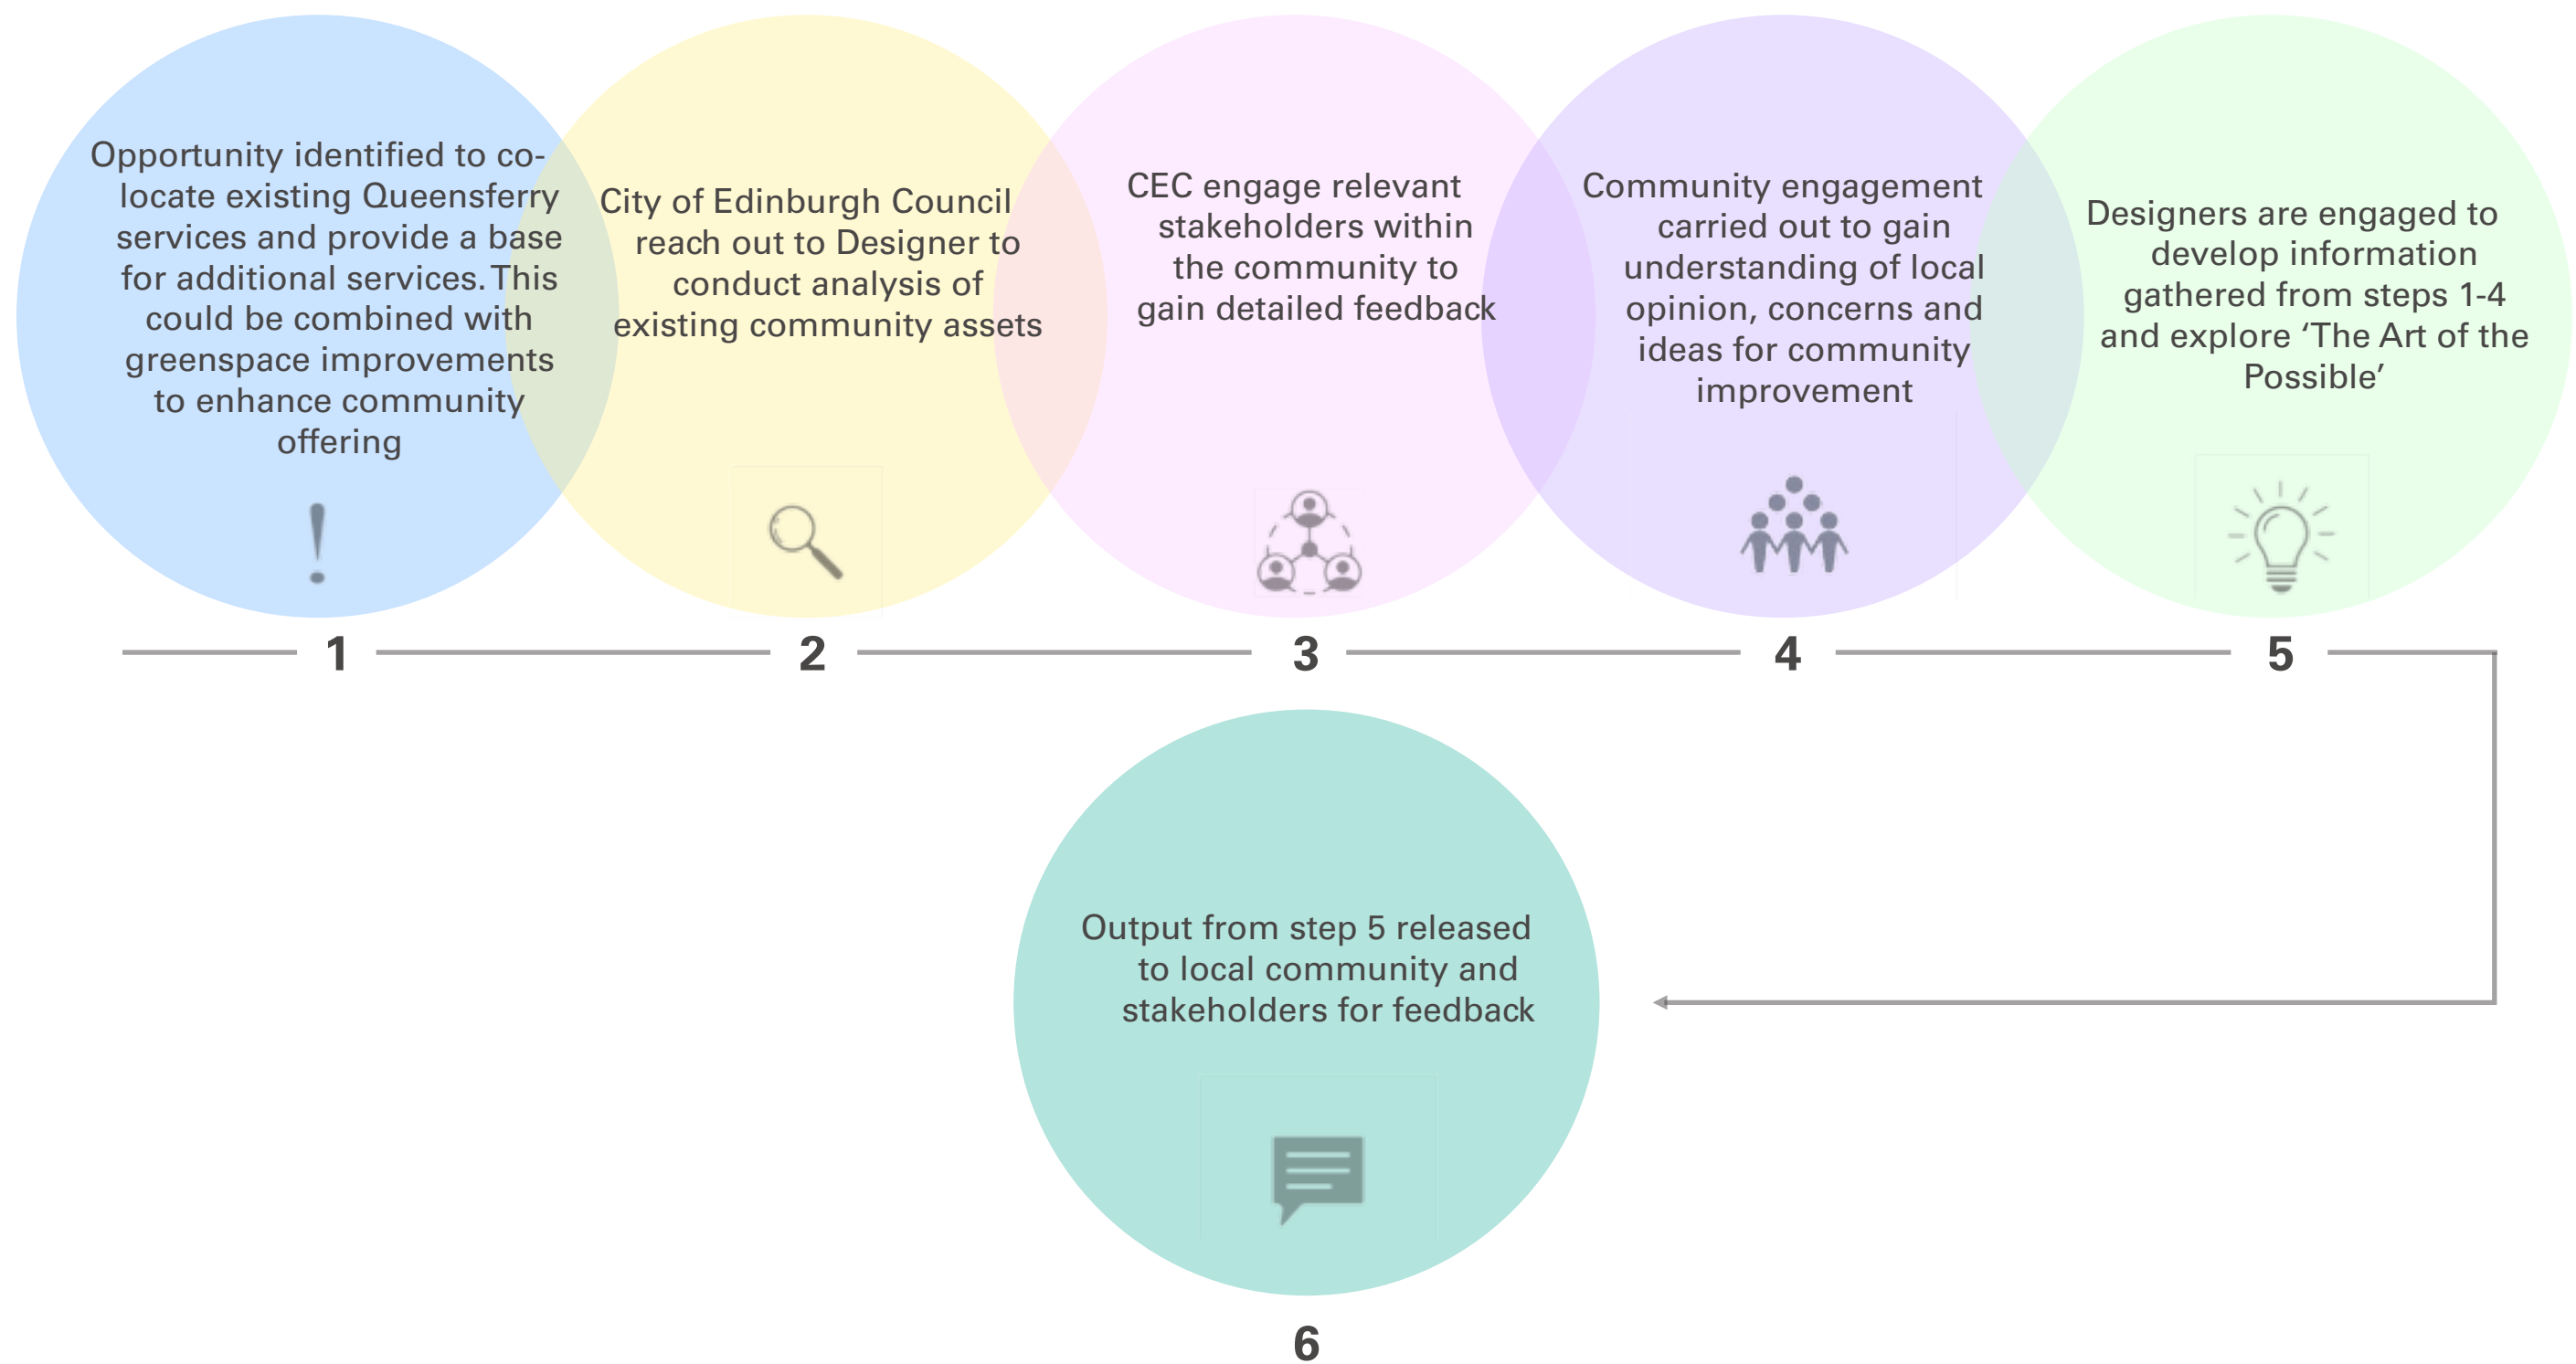 Opportunity identified to co-
locate existing Queensferry
services and provide a base
for additional services. This
could be combined with
greenspace improvements
to enhance community
offering
City of Edinburgh Council
reach out to Designer to
conduct analysis of
existing community assets
CEC engage relevant
stakeholders within
the community to
gain detailed feedback
Community engagement
carried out to gain
understanding of local
opinion, concerns and
ideas for community
improvement
Designers are engaged to
develop information
gathered from steps 1-4
and explore ‘The Art of the
Possible’
1
2
3
4
5
Output from step 5 released
to local community and
stakeholders for feedback
6